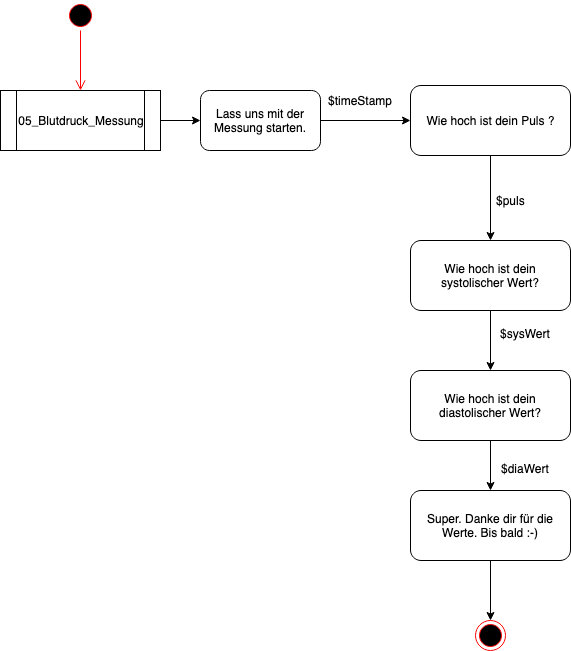 05_Blutdruck_Messung
Lass uns mit der
Messung starten.
$timeStamp
Wie hoch ist dein Puls ?
$puls
Wie hoch ist dein
systolischer Wert?
$sysWert
Wie hoch ist dein
diastolischer Wert?
$diaWert
Super. Danke dir für die
Werte. Bis bald :-)